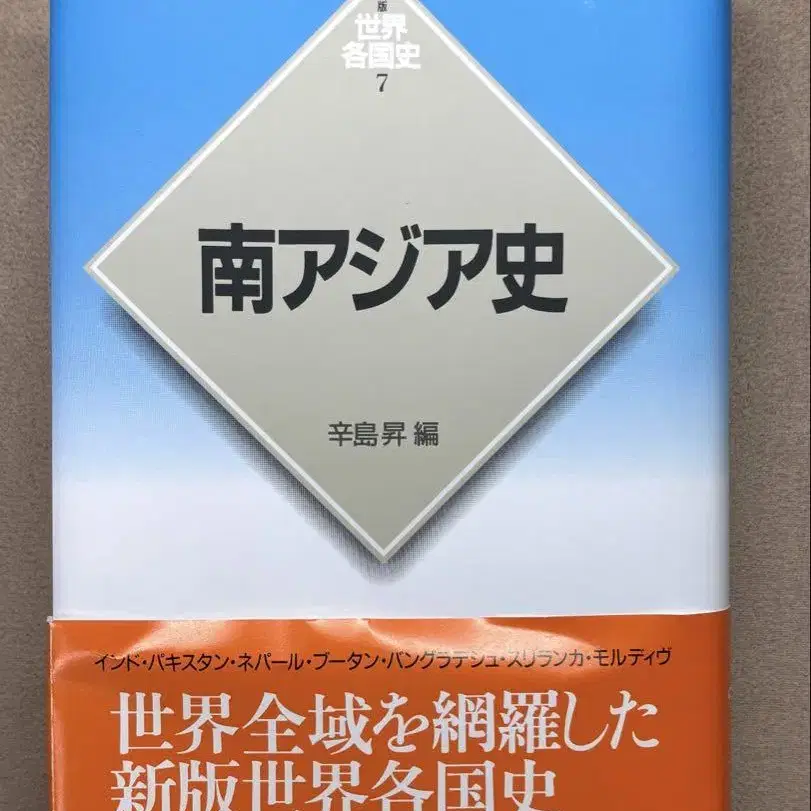 版
世界
各国史
7
南アジア史
辛島昇 編
インド・パキスタン・ネパール・ブータン・バングラデシュ・スリランカ・モルディヴ
世界全域を網羅した
新版世界各国史